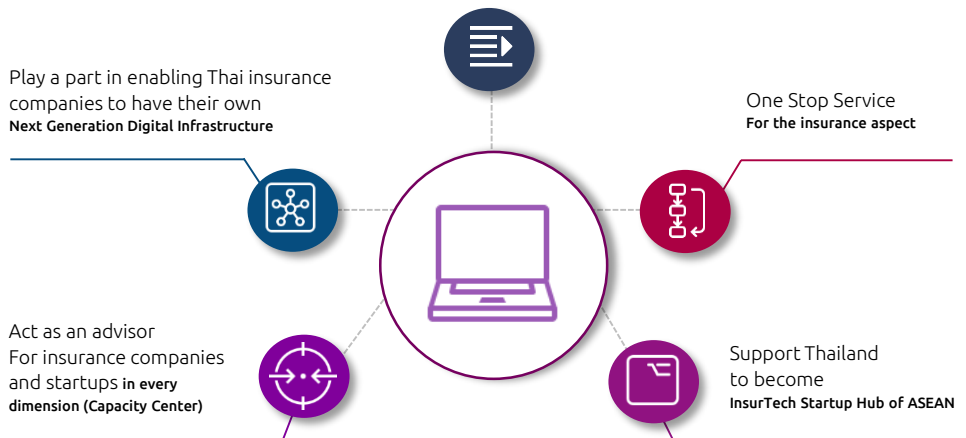 Play a part in enabling Thai insurance
companies to have their own
Next Generation Digital Infrastructure
One Stop Service
For the insurance aspect
Act as an advisor
For insurance companies
and startups in every
dimension (Capacity Center)
Support Thailand
to become
InsurTech Startup Hub of ASEAN